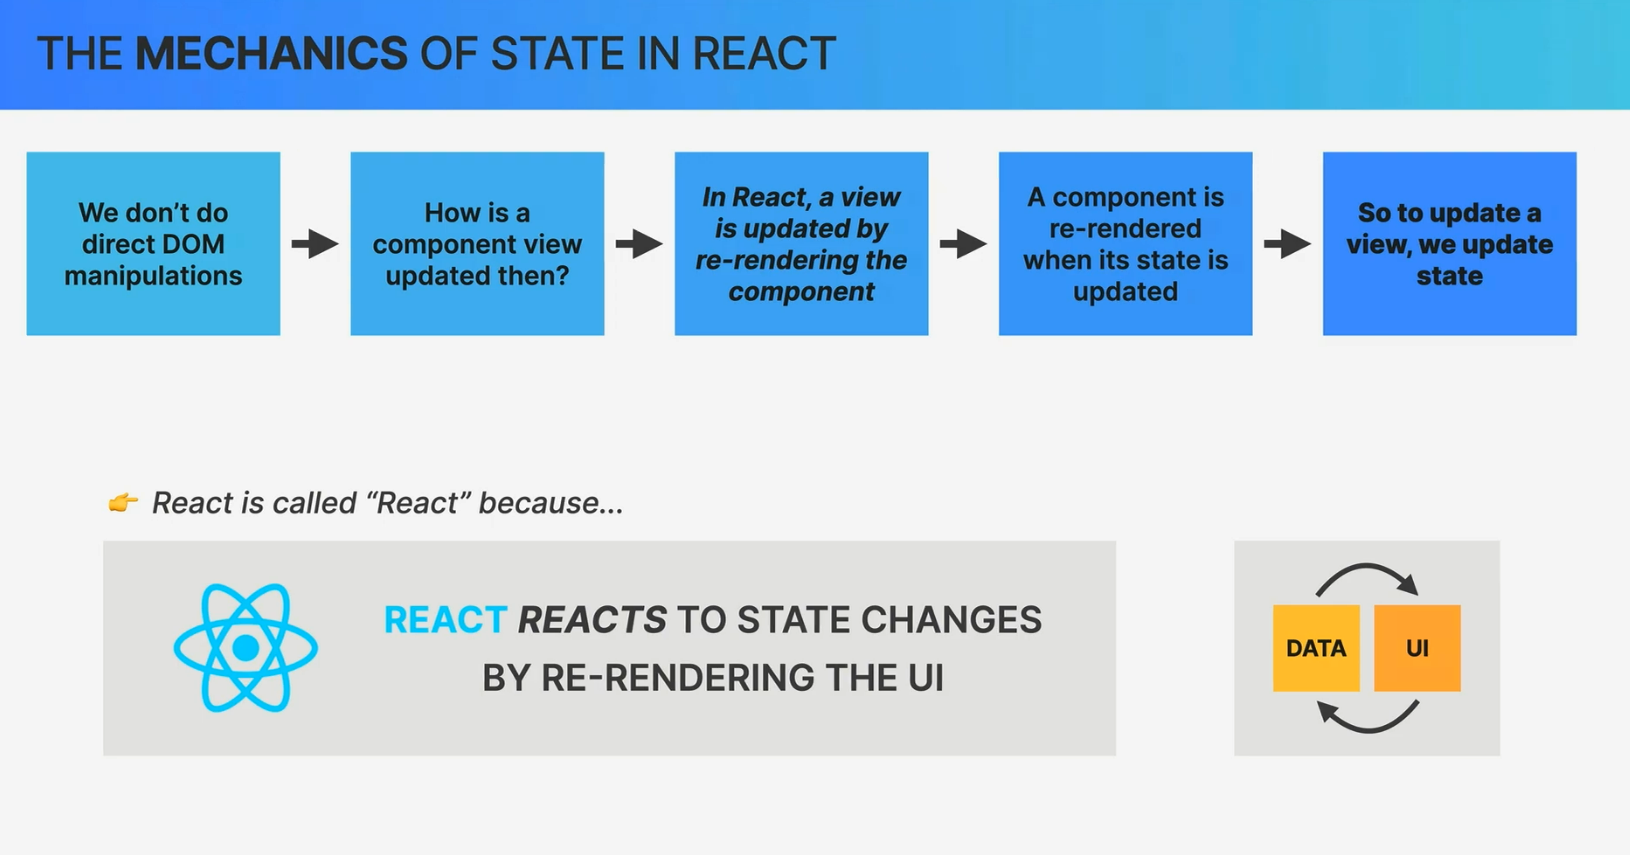 THE MECHANICS OF STATE IN REACT
We don’t do
direct DOM
manipulations
How is a
component view
updated then?
In React, a view
is updated by
re-rendering the
component
A component is
re-rendered
when its state is
updated
So to update a
view, we update
state
👉 React is called “React” because…
REACT REACTS TO STATE CHANGES
BY RE-RENDERING THE UI
DATA
UI